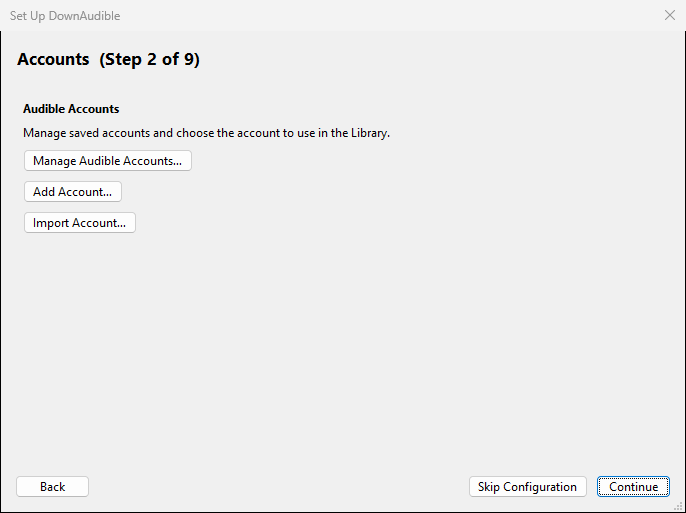 Set Up DownAudible
Accounts  (Step 2 of 9)
Audible Accounts
Manage saved accounts and choose the account to use in the Library.
Manage Audible Accounts...
Add Account...
Import Account...
Back
Skip Configuration
Continue